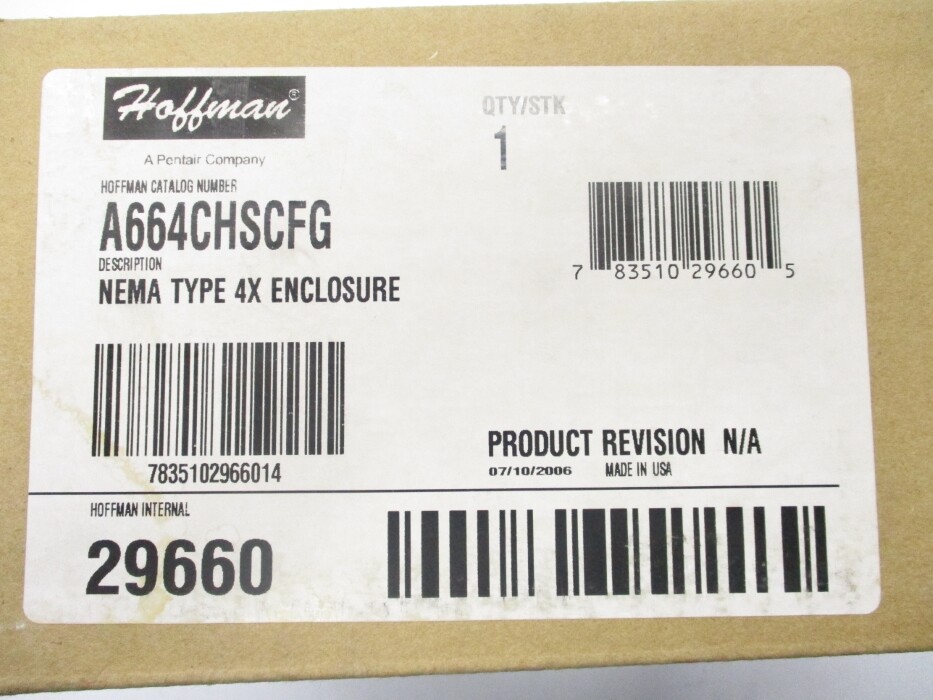 Hoffman®
A Pentair Company
QTY/STK
1
HOFFMAN CATALOG NUMBER
A664CHSCFG
DESCRIPTION
NEMA TYPE 4X ENCLOSURE
7 83510 29660 5
7835102966014
PRODUCT REVISION N/A
07/10/2006 MADE IN USA
HOFFMAN INTERNAL
29660